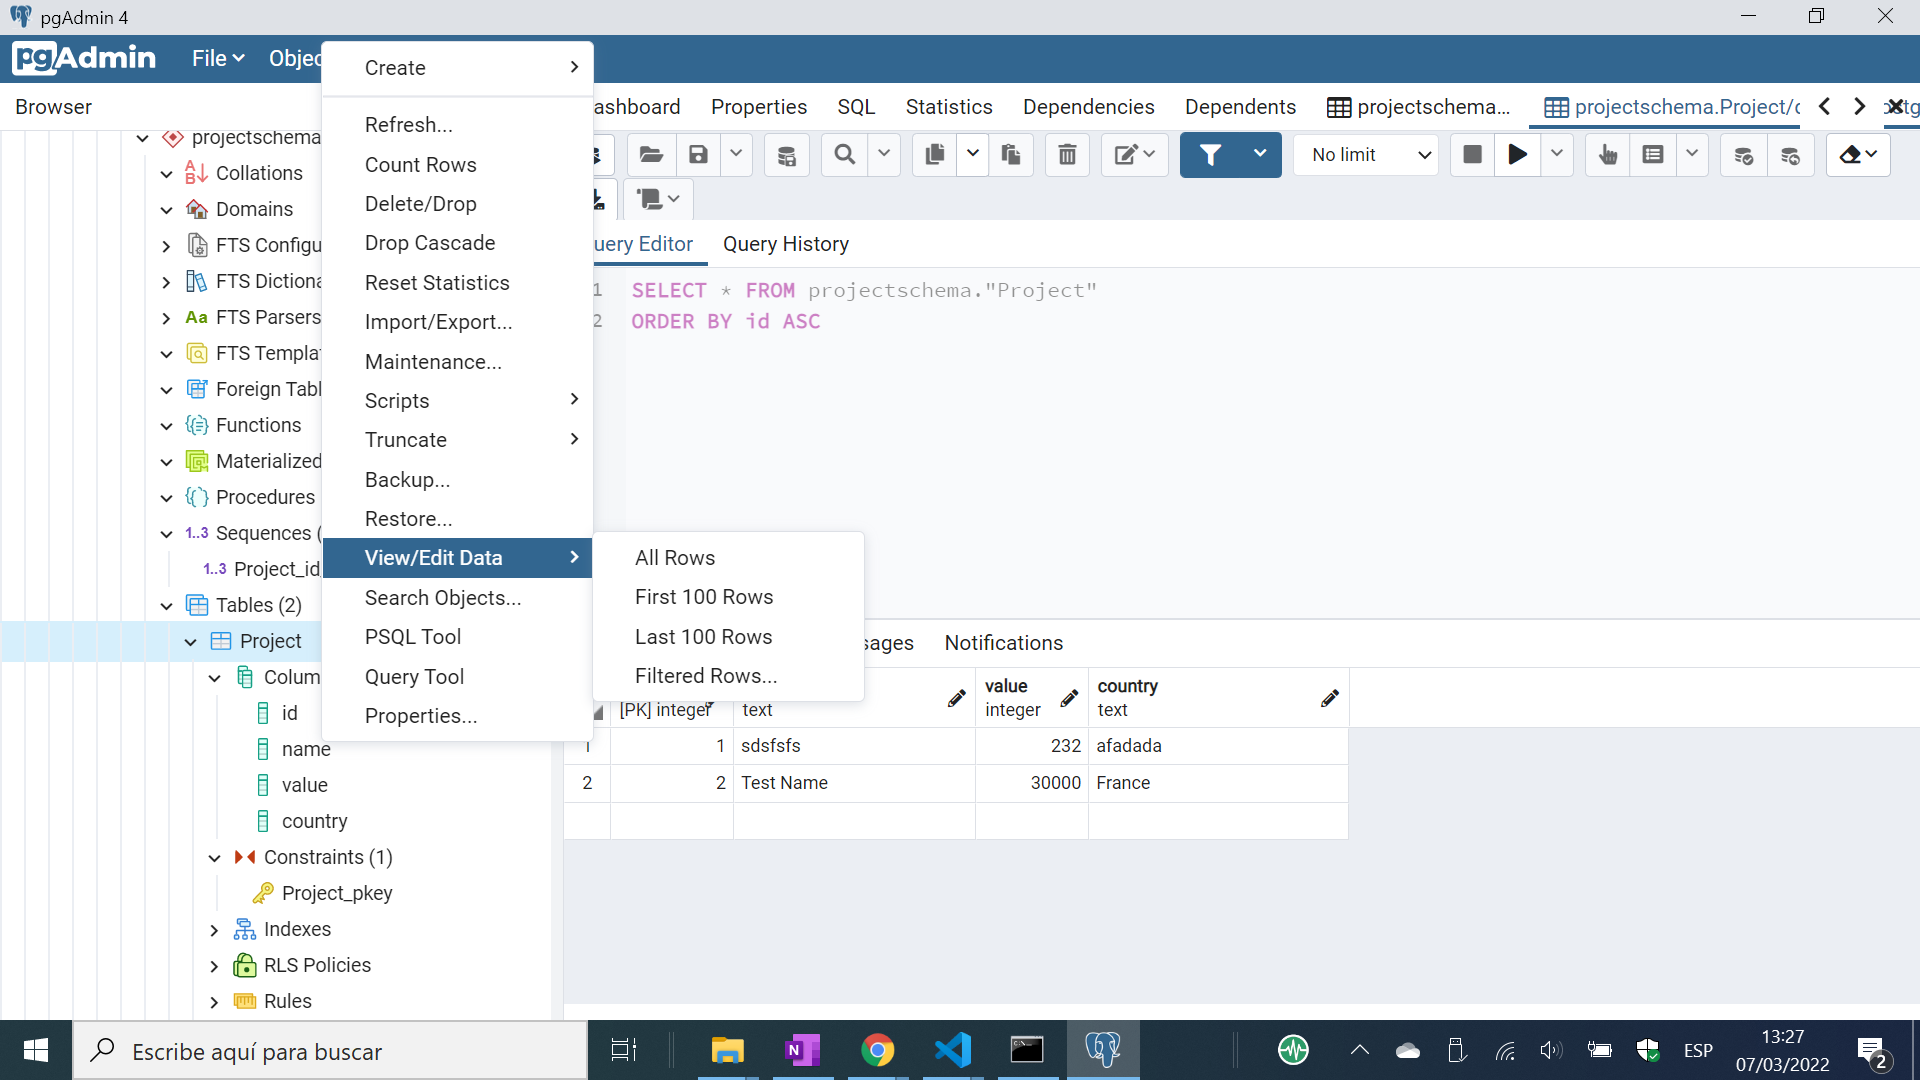 pgAdmin 4
pgAdmin File Objec
Browser
ashboard Properties SQL Statistics Dependencies Dependents projectschema... projectschema.Project/
No limit
uery Editor Query History
1 SELECT * FROM projectschema."Project"
2 ORDER BY id ASC
projectschema
Collations
Domains
FTS Configu
FTS Dictiona
FTS Parsers
FTS Templa
Foreign Tabl
Functions
Materialized
Procedures
1..3 Sequences (
1..3 Project_id
Tables (2)
Project
Colum
id
name
value
country
Constraints (1)
Project_pkey
Indexes
RLS Policies
Rules
Create
Refresh...
Count Rows
Delete/Drop
Drop Cascade
Reset Statistics
Import/Export...
Maintenance...
Scripts
Truncate
Backup...
Restore...
View/Edit Data
Search Objects...
PSQL Tool
Query Tool
Properties...
All Rows
First 100 Rows
Last 100 Rows
Filtered Rows...
sages Notifications
value country
[PK] integer text integer text
1 1 sdsfsfs 232 afadada
2 2 Test Name 30000 France
Escribe aquí para buscar
ESP
13:27
07/03/2022
2